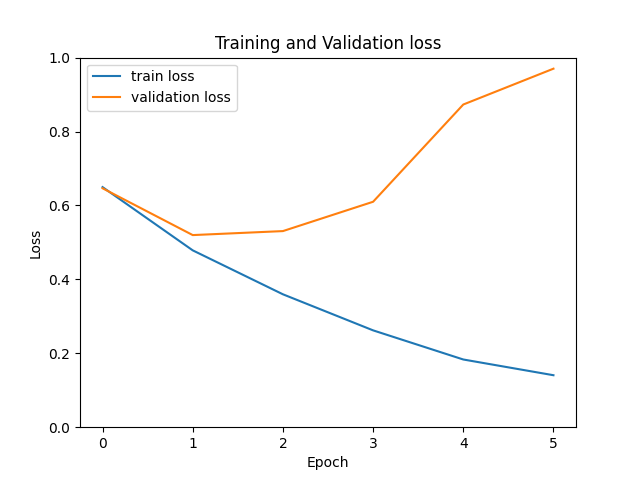 Training and Validation loss
train loss
validation loss
1.0
0.8
0.6
0.4
0.2
0.0
Loss
0 1 2 3 4 5
Epoch